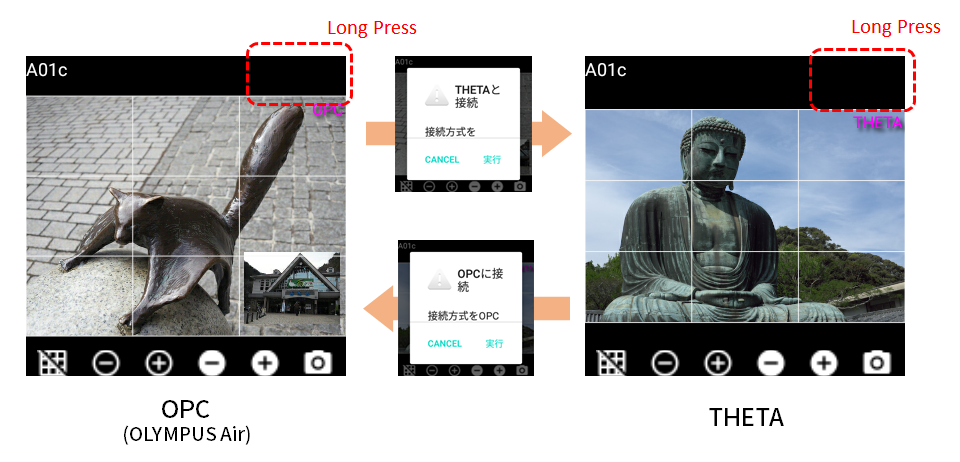 Long Press
Long Press
A01c
OPC
A01c
THETAと
接続
接続方式を
CANCEL 実行
A01c
THETA
A01c
OPCに接
続
接続方式をOPC
CANCEL 実行
OPC
(OLYMPUS Air)
THETA